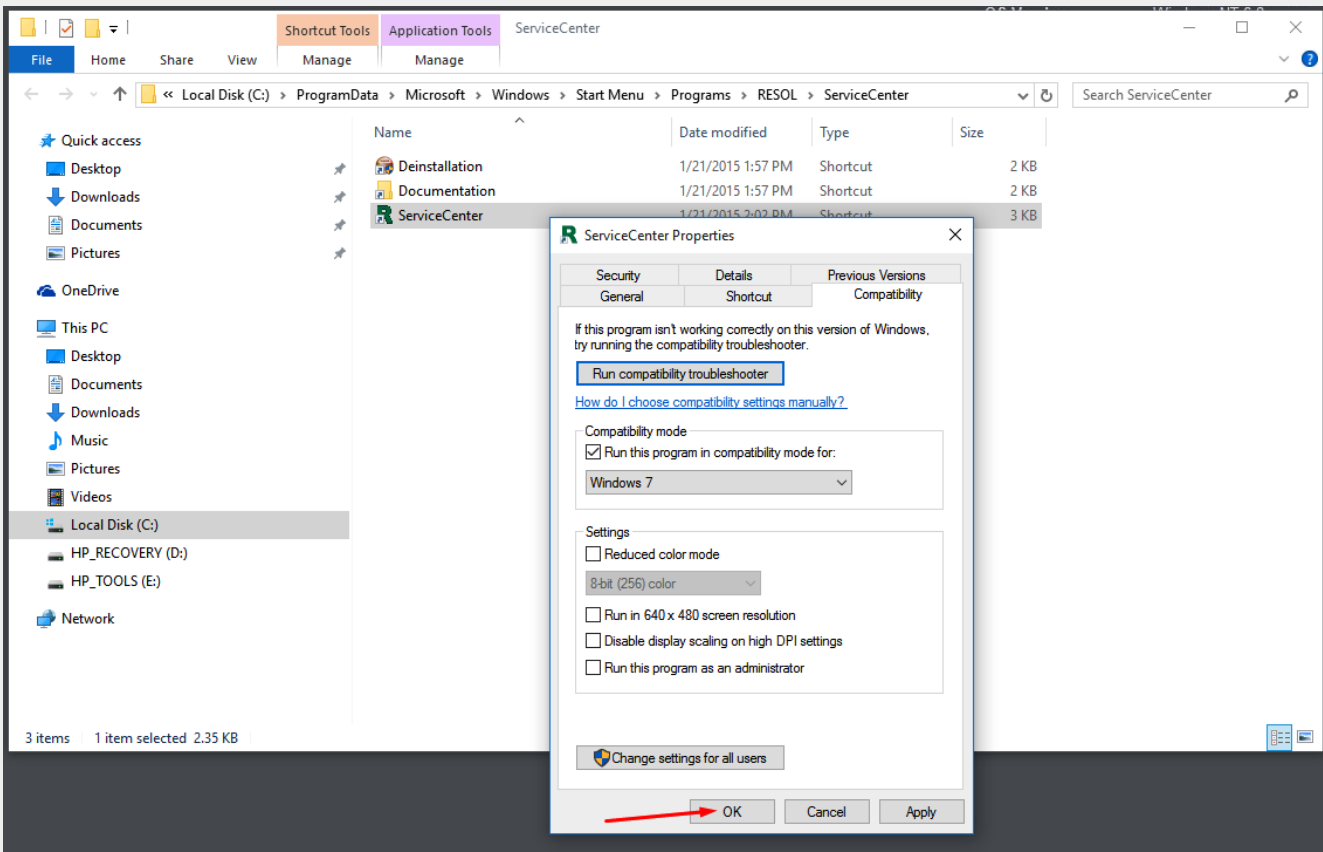 Shortcut Tools Application Tools ServiceCenter
File Home Share View Manage Manage
« Local Disk (C:) › ProgramData › Microsoft › Windows › Start Menu › Programs › RESOL › ServiceCenter
Search ServiceCenter
Quick access
Desktop
Downloads
Documents
Pictures
OneDrive
This PC
Desktop
Documents
Downloads
Music
Pictures
Videos
Local Disk (C:)
HP_RECOVERY (D:)
HP_TOOLS (E:)
Network
Name Date modified Type Size
Deinstallation 1/21/2015 1:57 PM Shortcut 2 KB
Documentation 1/21/2015 1:57 PM Shortcut 2 KB
ServiceCenter 1/21/2015 2:02 PM Shortcut 3 KB
ServiceCenter Properties
Security Details Previous Versions
General Shortcut Compatibility
If this program isn't working correctly on this version of Windows,
try running the compatibility troubleshooter.
Run compatibility troubleshooter
How do I choose compatibility settings manually?
Compatibility mode
Run this program in compatibility mode for:
Windows 7
Settings
Reduced color mode
8-bit (256) color
Run in 640 x 480 screen resolution
Disable display scaling on high DPI settings
Run this program as an administrator
Change settings for all users
OK Cancel Apply
3 items 1 item selected 2.35 KB